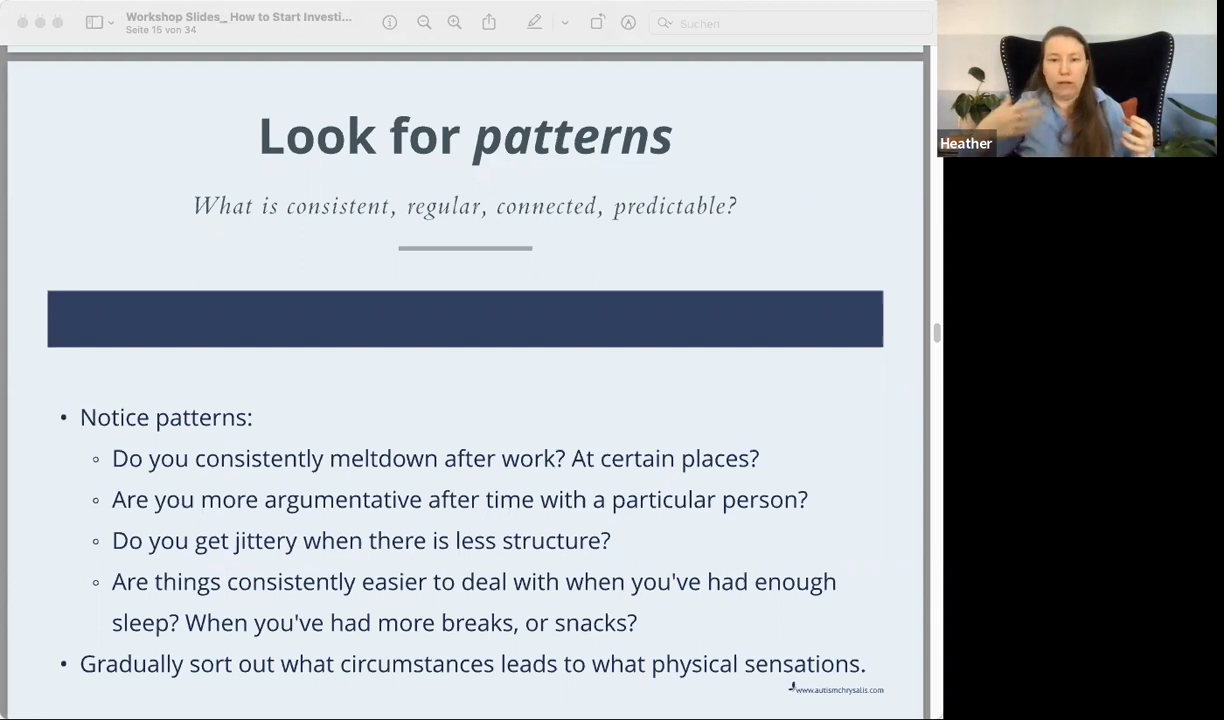 Workshop Slides_ How to Start Investi...
Seite 15 von 34
Suchen
Heather
Look for patterns
What is consistent, regular, connected, predictable?
• Notice patterns:
◦ Do you consistently meltdown after work? At certain places?
◦ Are you more argumentative after time with a particular person?
◦ Do you get jittery when there is less structure?
◦ Are things consistently easier to deal with when you've had enough
sleep? When you've had more breaks, or snacks?
• Gradually sort out what circumstances leads to what physical sensations.
www.autismchrysalis.com